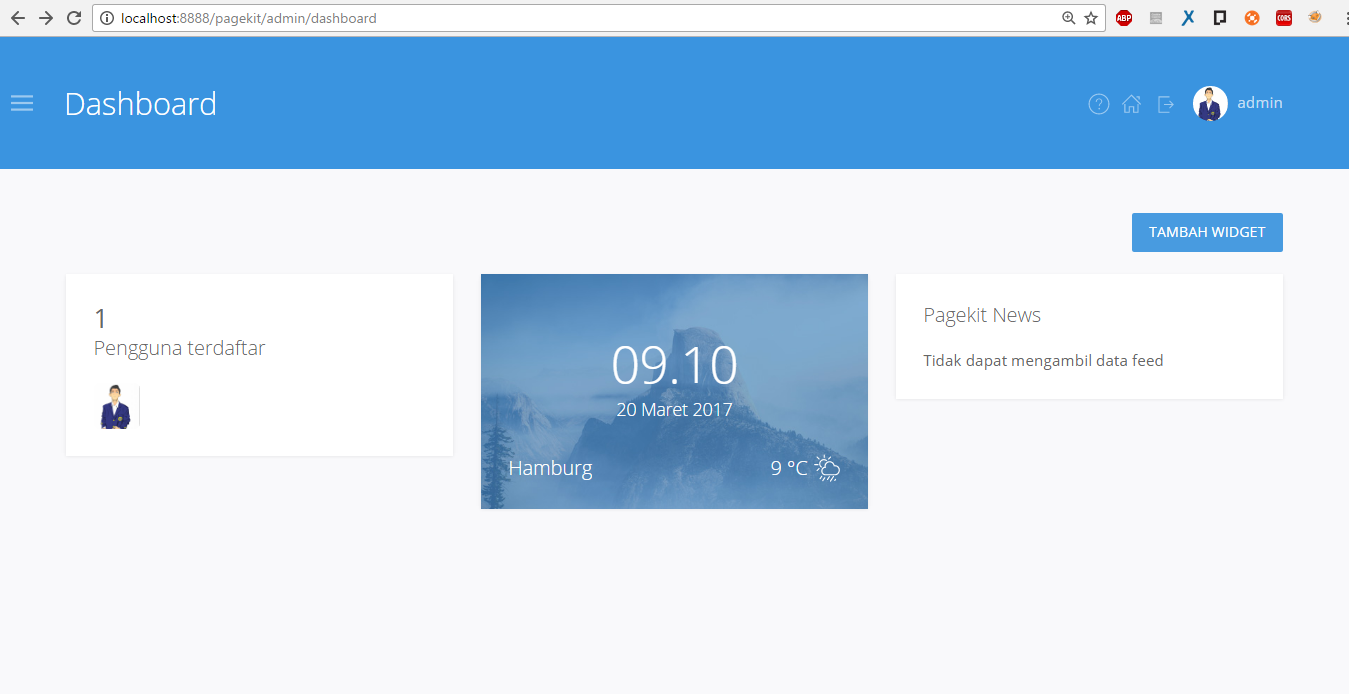 localhost:8888/pagekit/admin/dashboard
ABP
CORS
Dashboard
?
admin
TAMBAH WIDGET
1
Pengguna terdaftar
09.10
20 Maret 2017
Hamburg
9 °C
Pagekit News
Tidak dapat mengambil data feed